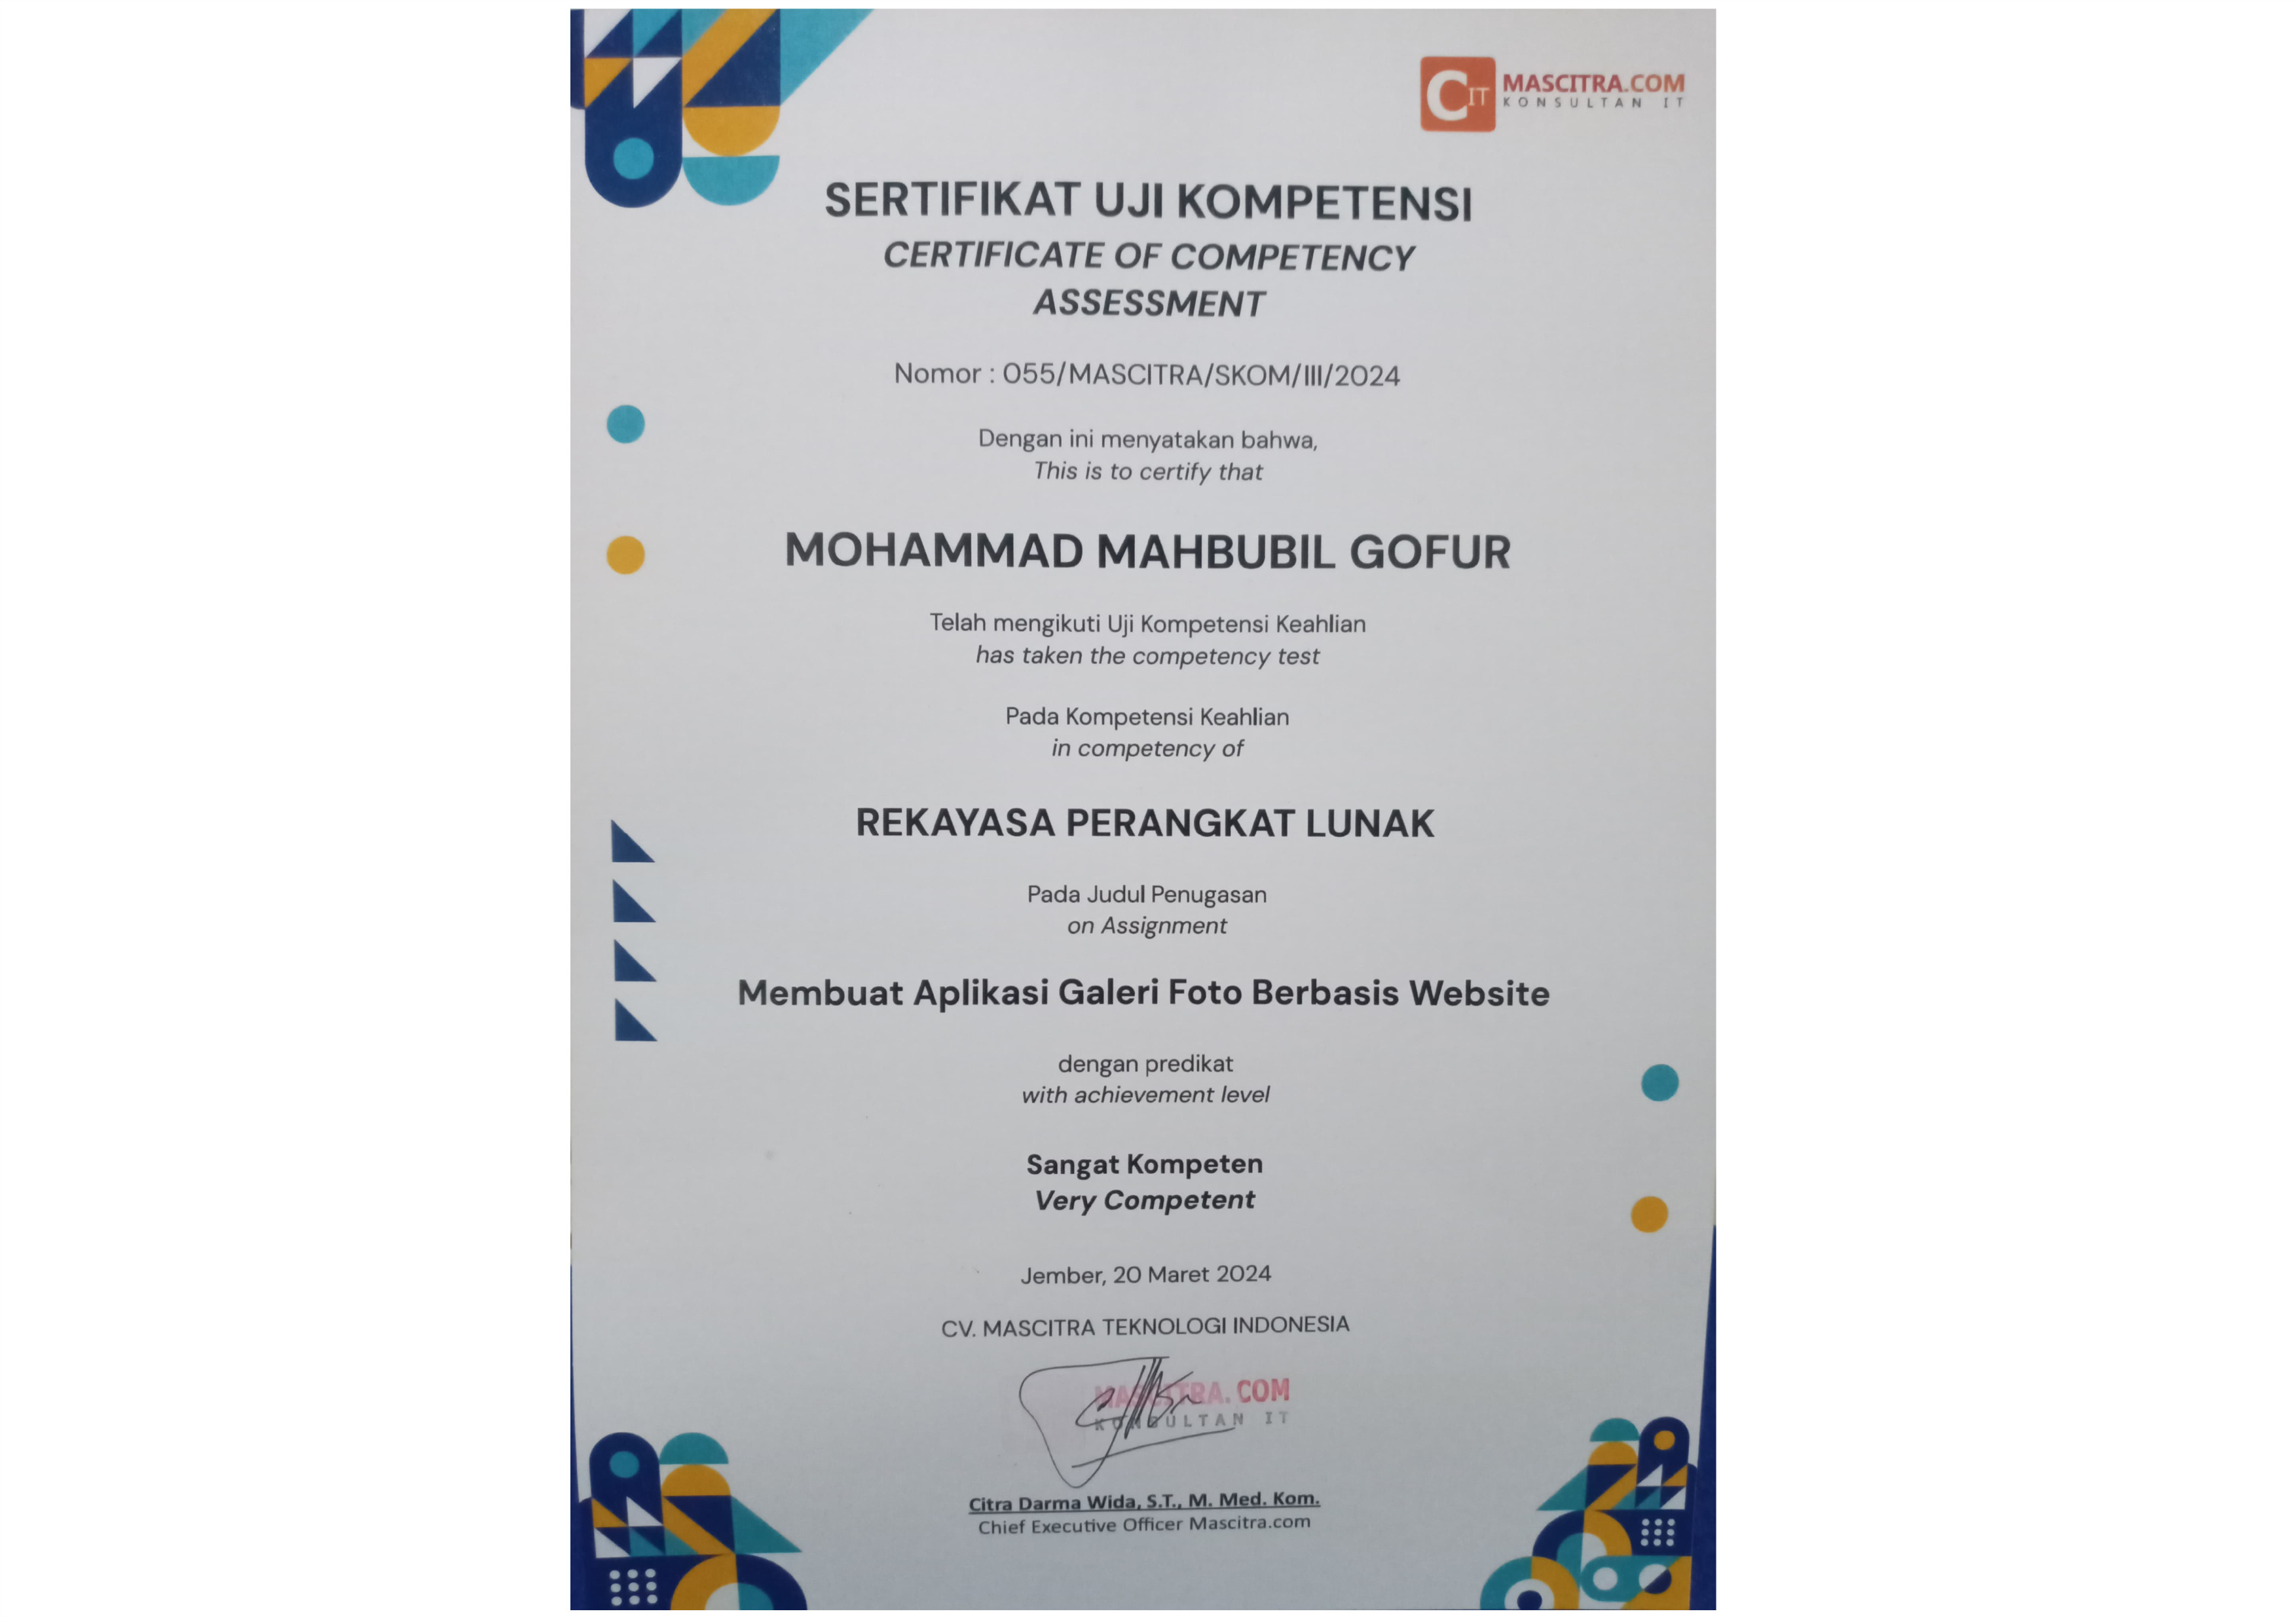 CIT MASCITRA.COM
KONSULTAN IT
SERTIFIKAT UJI KOMPETENSI
CERTIFICATE OF COMPETENCY
ASSESSMENT
Nomor : 055/MASCITRA/SKOM/III/2024
Dengan ini menyatakan bahwa,
This is to certify that
MOHAMMAD MAHBUBIL GOFUR
Telah mengikuti Uji Kompetensi Keahlian
has taken the competency test
Pada Kompetensi Keahlian
in competency of
REKAYASA PERANGKAT LUNAK
Pada Judul Penugasan
on Assignment
Membuat Aplikasi Galeri Foto Berbasis Website
dengan predikat
with achievement level
Sangat Kompeten
Very Competent
Jember, 20 Maret 2024
CV. MASCITRA TEKNOLOGI INDONESIA
MASCITRA.COM
KONSULTAN IT
Citra Darma Wida, S.T., M. Med. Kom.
Chief Executive Officer Mascitra.com